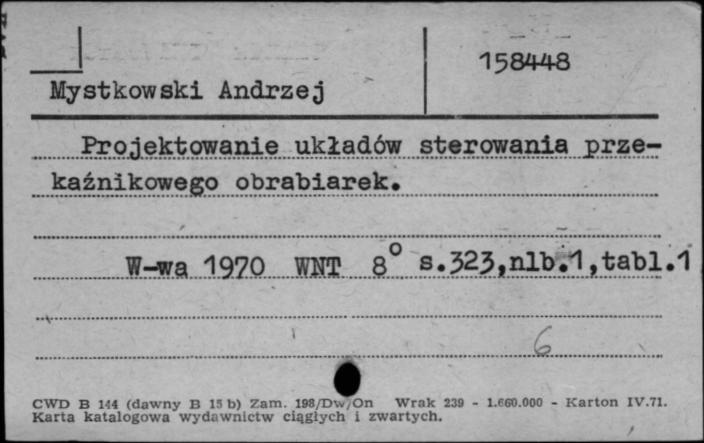 158448
Mystkowski Andrzej
Projektowanie układów sterowania prze-
kaźnikowego obrabiarek.
W-wa 1970 WNT 8° s.323,nlb.1,tabl.1
6
CWD B 144 (dawny B 15 b) Zam. 198/Dw/On Wrak 239 - 1.660.000 - Karton IV.71.
Karta katalogowa wydawnictw ciągłych i zwartych.